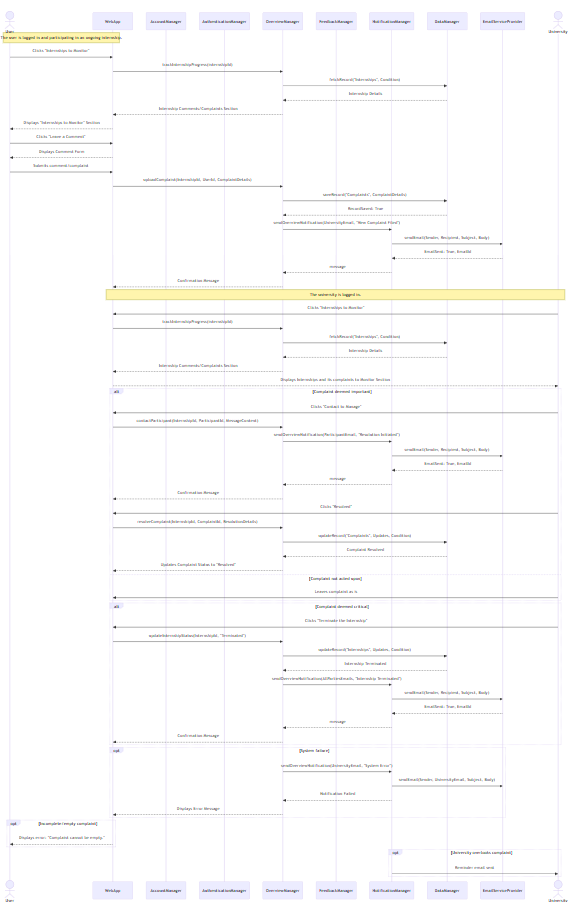 WebApp AccountManager AuthenticationManager OverviewManager FeedbackManager NotificationManager DataManager EmailServiceProvider
User University
The user is logged in and participating in an ongoing internship.
Clicks "Internships to Monitor"
trackInternshipProgress(InternshipId)
fetchRecord("Internships", Condition)
Internship Details
Internship Comments/Complaints Section
Displays "Internships to Monitor" Section
Clicks "Leave a Comment"
Displays Comment Form
Submits comment/complaint
uploadComplaint(InternshipId, UserId, ComplaintDetails)
saveRecord("Complaints", ComplaintDetails)
RecordSaved: True
sendOverviewNotification(UniversityEmail, "New Complaint Filed")
sendEmail(Sender, Recipient, Subject, Body)
EmailSent: True, EmailId
message
Confirmation Message
The university is logged in.
Clicks "Internships to Monitor"
trackInternshipProgress(InternshipId)
fetchRecord("Internships", Condition)
Internship Details
Internship Comments/Complaints Section
Displays Internships and its complaints to Monitor Section
alt [Complaint deemed important]
Clicks "Contact to Manage"
contactParticipant(InternshipId, ParticipantId, MessageContent)
sendOverviewNotification(ParticipantEmail, "Resolution Initiated")
sendEmail(Sender, Recipient, Subject, Body)
EmailSent: True, EmailId
message
Confirmation Message
Clicks "Resolved"
resolveComplaint(InternshipId, ComplaintId, ResolutionDetails)
updateRecord("Complaints", Updates, Condition)
Complaint Resolved
Updates Complaint Status to "Resolved"
[Complaint not acted upon]
Leaves complaint as is
alt [Complaint deemed critical]
Clicks "Terminate the Internship"
updateInternshipStatus(InternshipId, "Terminated")
updateRecord("Internships", Updates, Condition)
Internship Terminated
sendOverviewNotification(AllPartiesEmails, "Internship Terminated")
sendEmail(Sender, Recipient, Subject, Body)
EmailSent: True, EmailId
message
Confirmation Message
opt [System failure]
sendOverviewNotification(UniversityEmail, "System Error")
sendEmail(Sender, UniversityEmail, Subject, Body)
Notification Failed
Displays Error Message
opt [Incomplete / empty complaint]
Displays error: "Complaint cannot be empty."
opt [University overlooks complaint]
Reminder email sent
WebApp AccountManager AuthenticationManager OverviewManager FeedbackManager NotificationManager DataManager EmailServiceProvider
User University